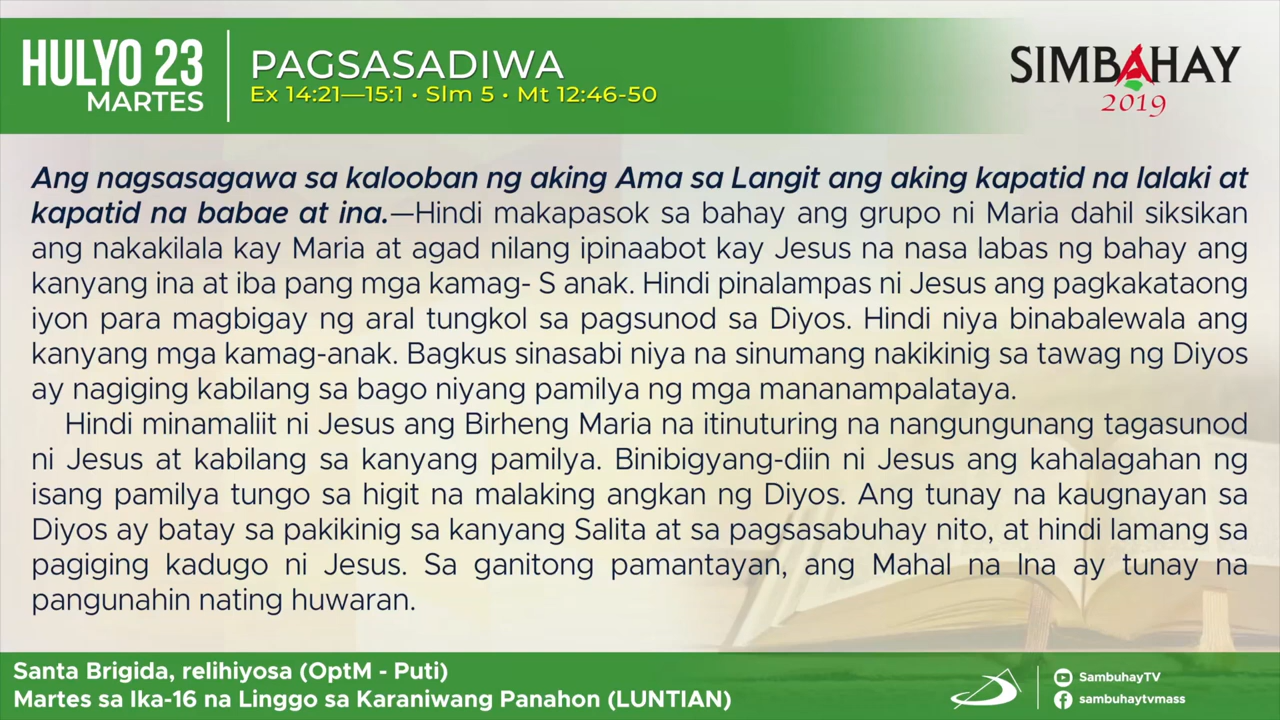 HULYO 23
MARTES
PAGSASADIWA
Ex 14:21—15:1 • Slm 5 • Mt 12:46-50
SIMBAHAY
2019
Ang nagsasagawa sa kalooban ng aking Ama sa Langit ang aking kapatid na lalaki at
kapatid na babae at ina.—Hindi makapasok sa bahay ang grupo ni Maria dahil siksikan
ang nakakilala kay Maria at agad nilang ipinaabot kay Jesus na nasa labas ng bahay ang
kanyang ina at iba pang mga kamag- S anak. Hindi pinalampas ni Jesus ang pagkakataong
iyon para magbigay ng aral tungkol sa pagsunod sa Diyos. Hindi niya binabalewala ang
kanyang mga kamag-anak. Bagkus sinasabi niya na sinumang nakikinig sa tawag ng Diyos
ay nagiging kabilang sa bago niyang pamilya ng mga mananampalataya.
Hindi minamaliit ni Jesus ang Birheng Maria na itinuturing na nangungunang tagasunod
ni Jesus at kabilang sa kanyang pamilya. Binibigyang-diin ni Jesus ang kahalagahan ng
isang pamilya tungo sa higit na malaking angkan ng Diyos. Ang tunay na kaugnayan sa
Diyos ay batay sa pakikinig sa kanyang Salita at sa pagsasabuhay nito, at hindi lamang sa
pagiging kadugo ni Jesus. Sa ganitong pamantayan, ang Mahal na Ina ay tunay na
pangunahin nating huwaran.
Santa Brigida, relihiyosa (OptM - Puti)
Martes sa Ika-16 na Linggo sa Karaniwang Panahon (LUNTIAN)
SambuhayTV
sambuhaytvmass